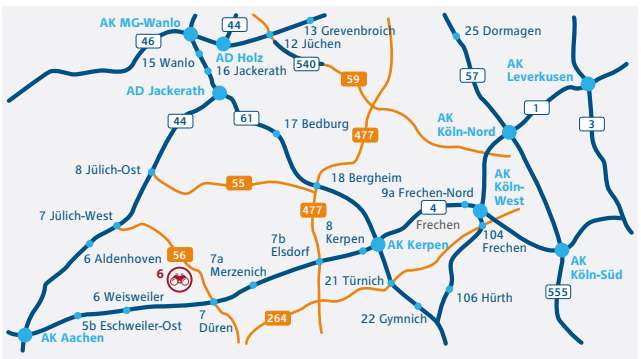 AK MG-Wanlo
44
13 Grevenbroich
25 Dormagen
46
AD Holz
12 Jüchen
15 Wanlo
16 Jackerath
540
AK
Leverkusen
57
59
AD Jackerath
1
44
61
17 Bedburg
477
AK
Köln-Nord
3
8 Jülich-Ost
55
18 Bergheim
9a Frechen-Nord
AK
Köln-
West
477
4
7 Jülich-West
Frechen
8
Kerpen
AK Kerpen
104
Frechen
6 Aldenhoven
56
6
7a
Merzenich
7b
Elsdorf
AK
Köln-Süd
21 Türnich
6 Weisweiler
106 Hürth
555
5b Eschweiler-Ost
7
Düren
264
22 Gymnich
AK Aachen